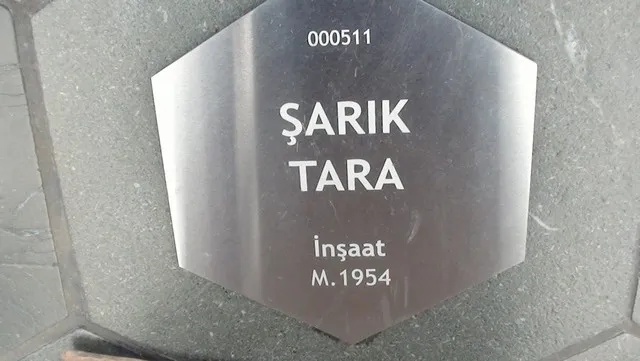 000511
ŞARIK
TARA
İnşaat
M.1954